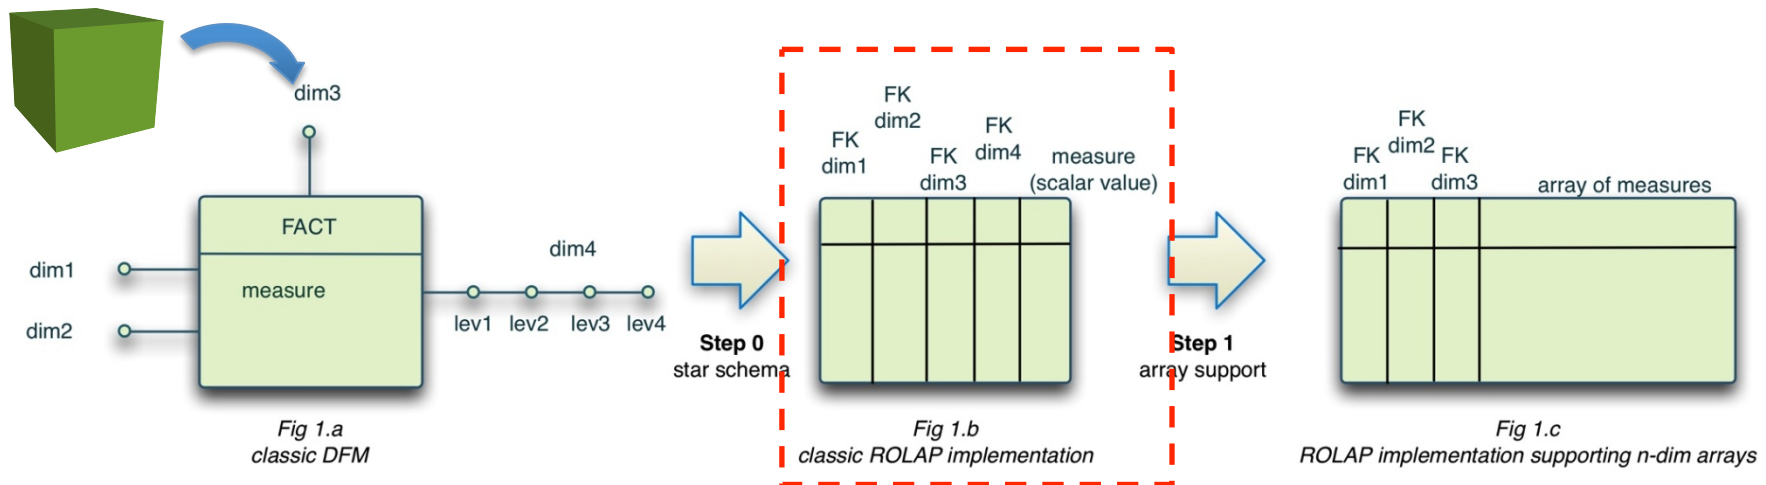 dim3
FACT
measure
dim1
dim2
dim4
lev1 lev2 lev3 lev4
Fig 1.a
classic DFM
Step 0
star schema
FK
dim1
FK
dim2
FK
dim3
FK
dim4
measure
(scalar value)
Fig 1.b
classic ROLAP implementation
Step 1
array support
FK
dim1
FK
dim2
FK
dim3
array of measures
Fig 1.c
ROLAP implementation supporting n-dim arrays